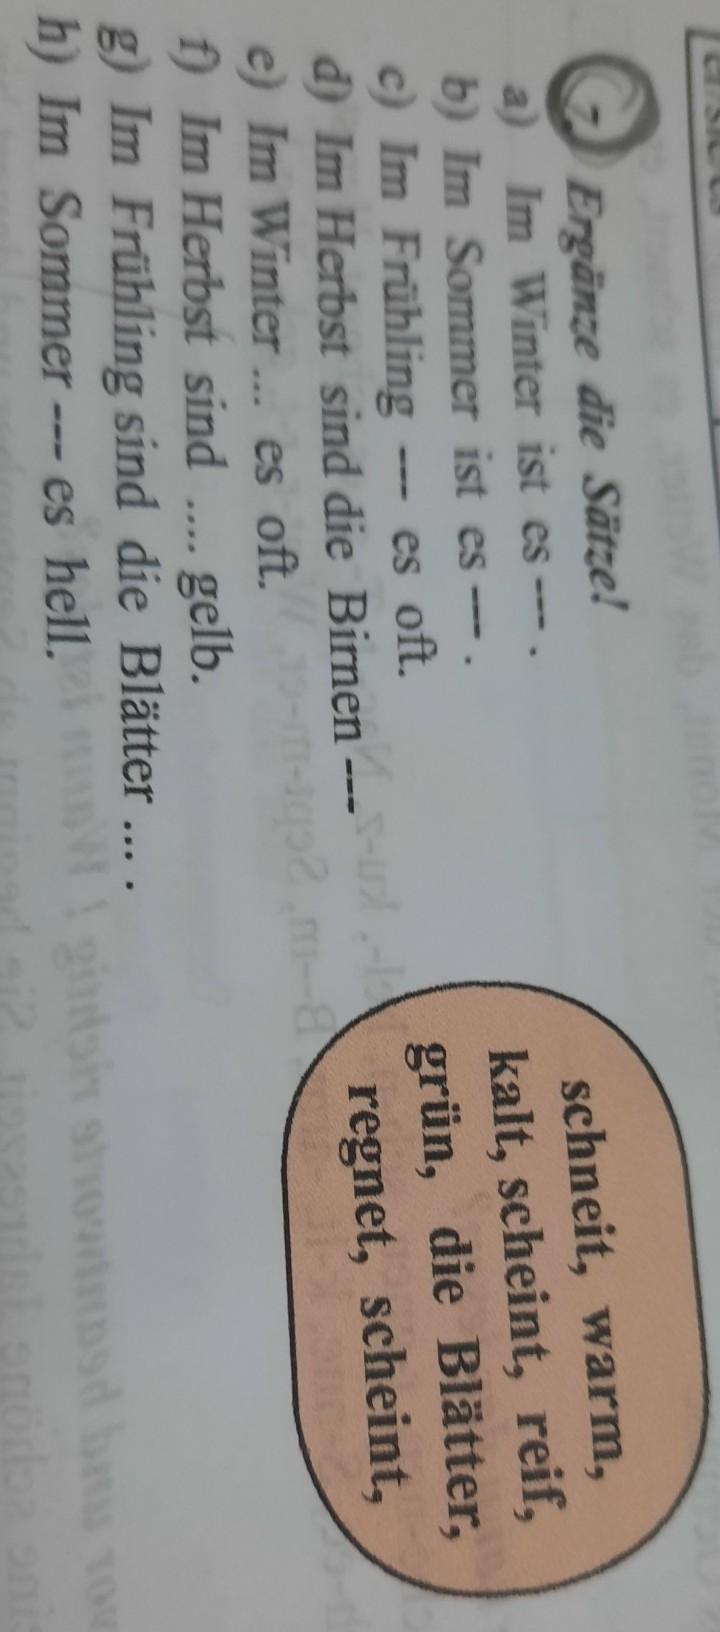 7. Ergänze die Sätze!
a) Im Winter ist es ---.
b) Im Sommer ist es ---.
c) Im Frühling --- es oft.
d) Im Herbst sind die Birnen ---
e) Im Winter ... es oft.
f) Im Herbst sind .... gelb.
g) Im Frühling sind die Blätter ... .
h) Im Sommer --- es hell.
schneit, warm,
kalt, scheint, reif,
grün, die Blätter,
regnet, scheint,